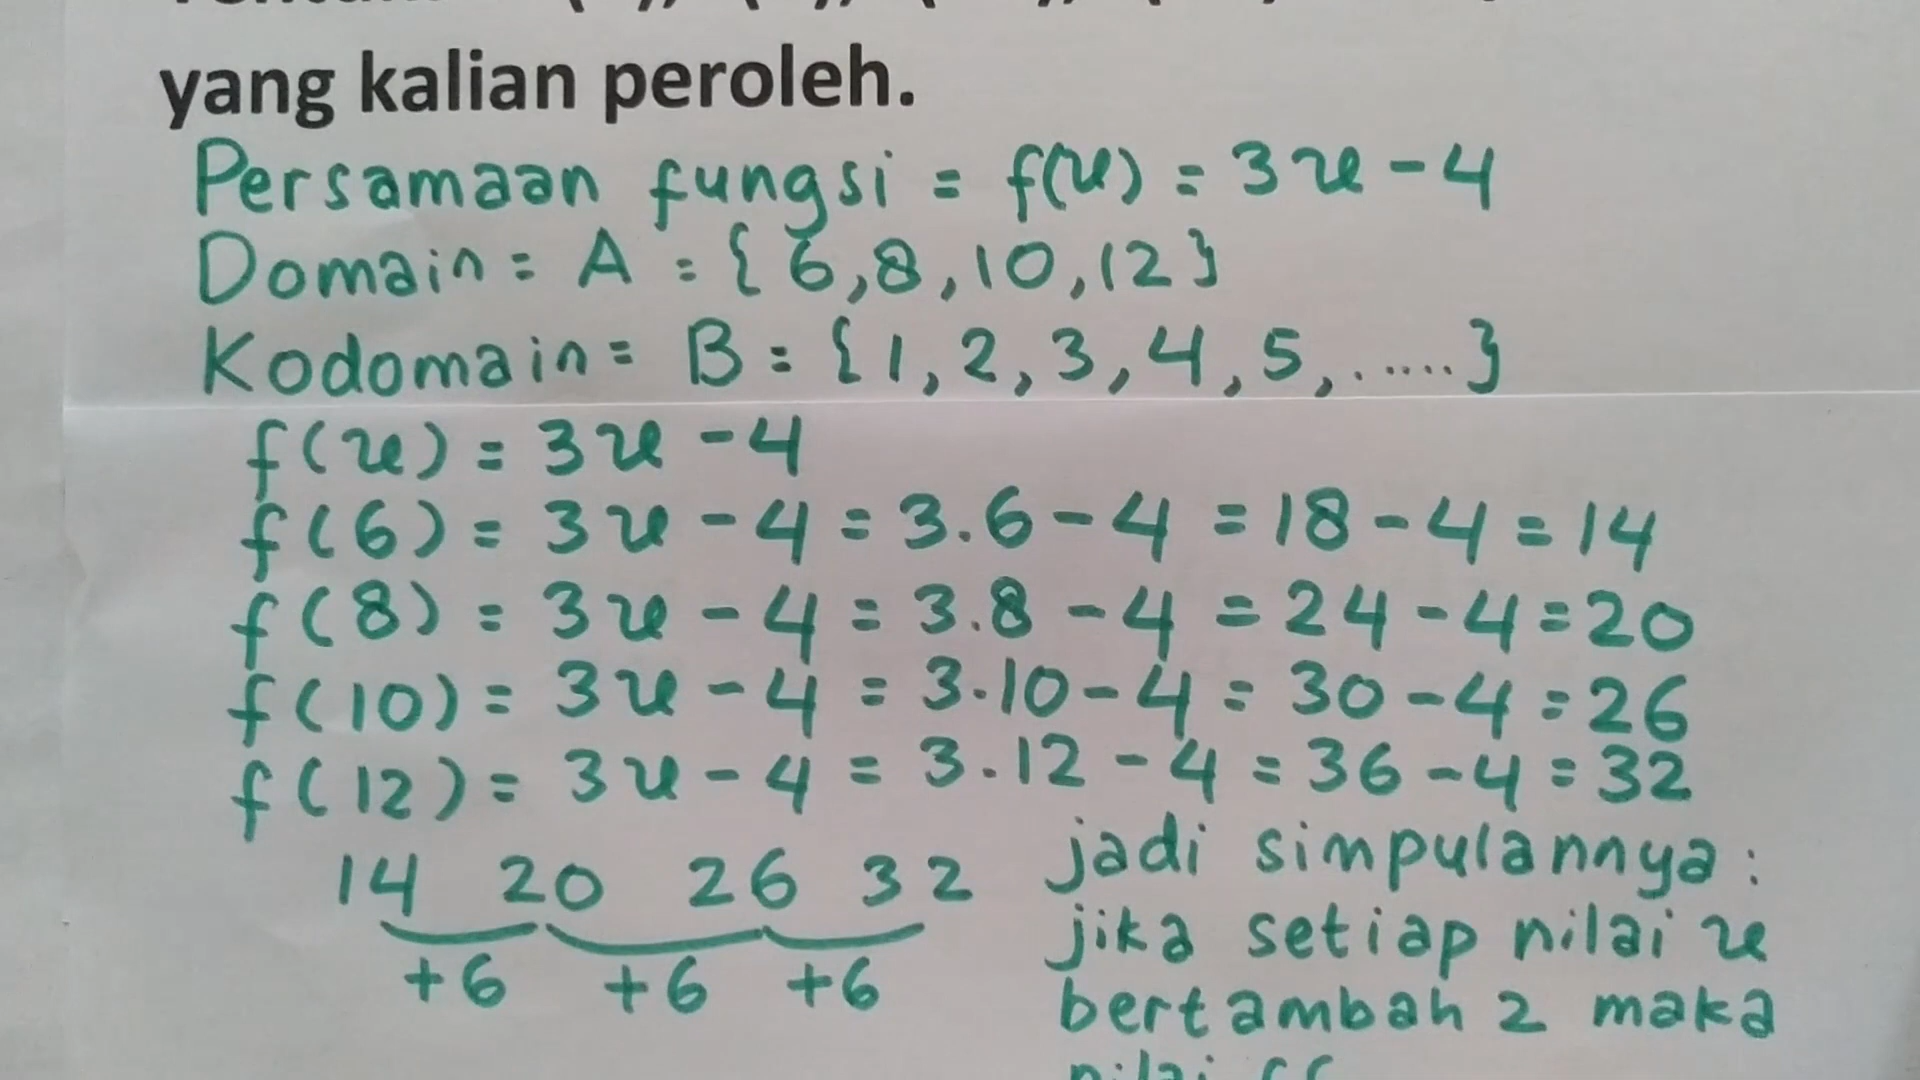 yang kalian peroleh.
Persamaan fungsi = f(x) = 3x - 4
Domain = A = {6, 8, 10, 12}
Kodomain = B = {1, 2, 3, 4, 5, ......}
f(x) = 3x - 4
f(6) = 3x - 4 = 3.6 - 4 = 18 - 4 = 14
f(8) = 3x - 4 = 3.8 - 4 = 24 - 4 = 20
f(10) = 3x - 4 = 3.10 - 4 = 30 - 4 = 26
f(12) = 3x - 4 = 3.12 - 4 = 36 - 4 = 32
14 20 26 32
+6 +6 +6
jadi simpulannya :
jika setiap nilai x
bertambah 2 maka
nilai